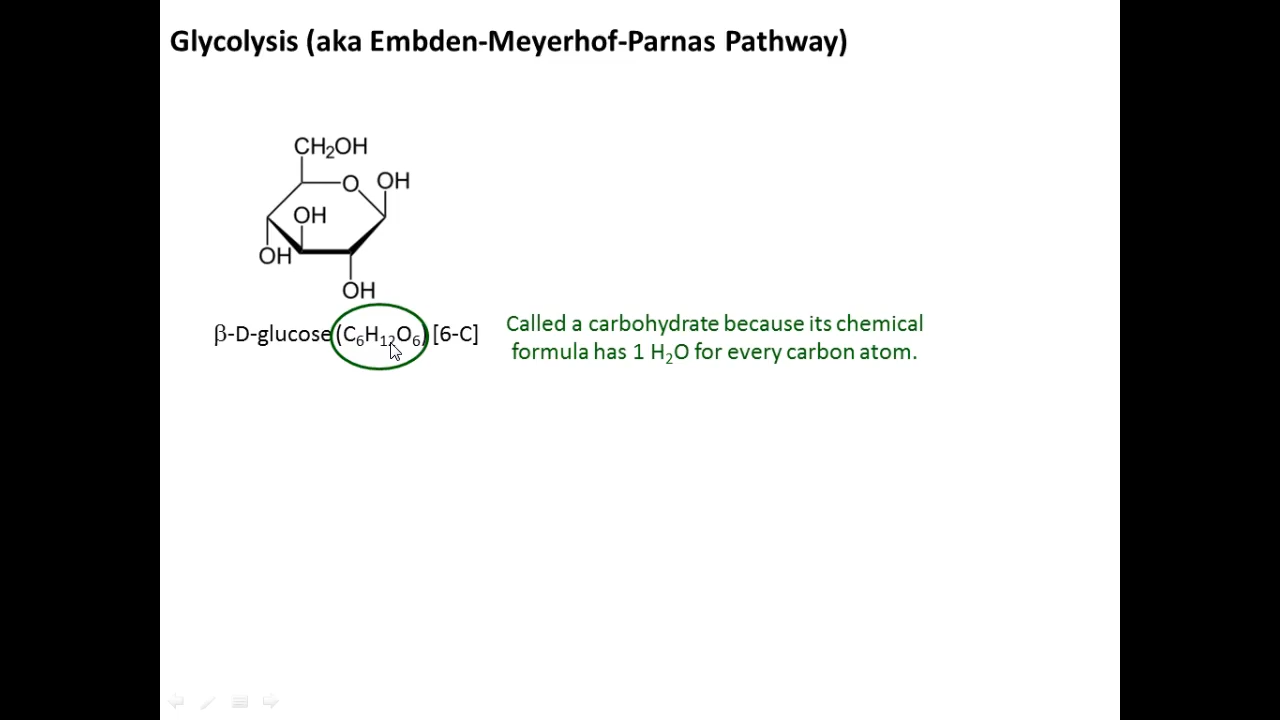 Glycolysis (aka Embden-Meyerhof-Parnas Pathway)
CH₂OH
O OH
OH
OH
OH
β-D-glucose (C₆H₁₂O₆) [6-C]
Called a carbohydrate because its chemical
formula has 1 H₂O for every carbon atom.